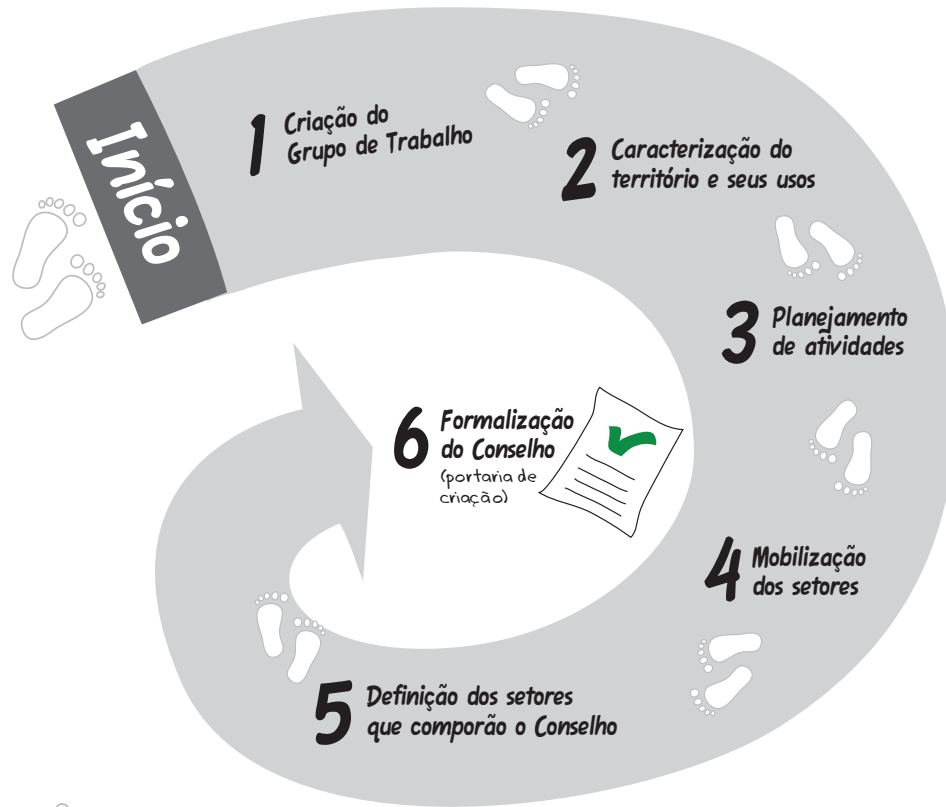 Início
1 Criação do
Grupo de Trabalho
2 Caracterização do
território e seus usos
3 Planejamento
de atividades
4 Mobilização
dos setores
5 Definição dos setores
que comporão o Conselho
6 Formalização
do Conselho
(portaria de
criação)